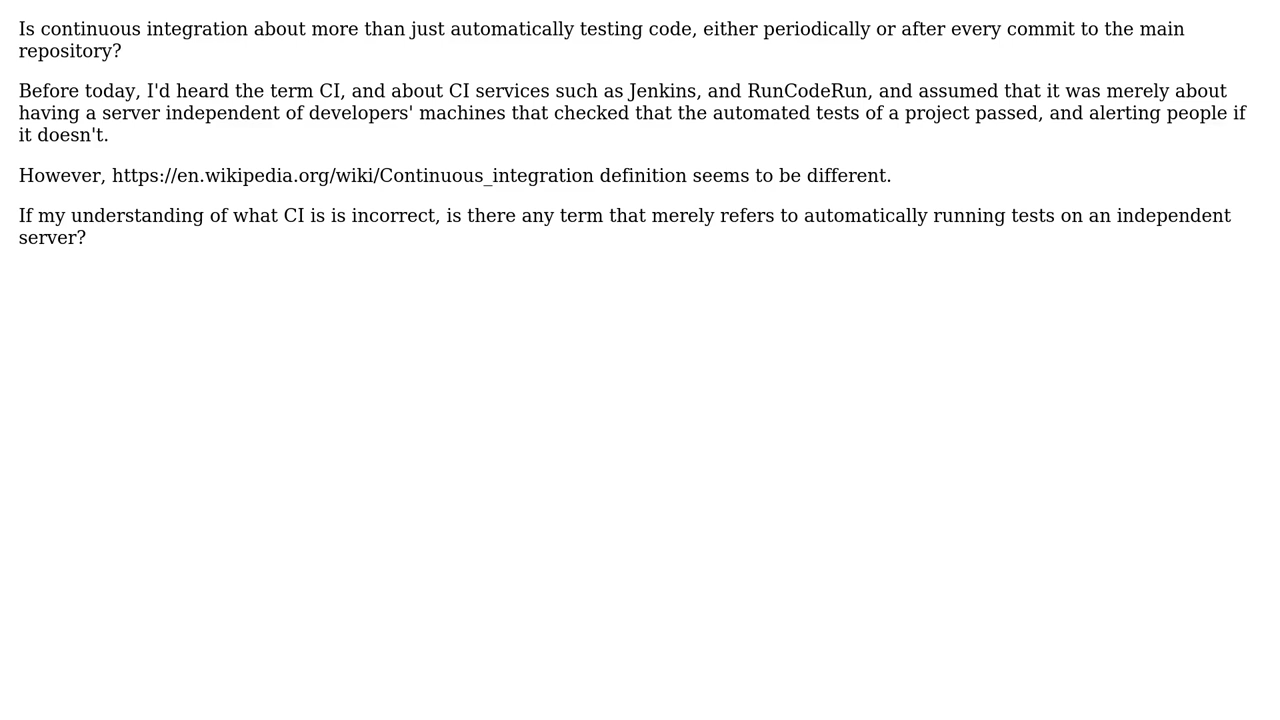 Is continuous integration about more than just automatically testing code, either periodically or after every commit to the main
repository?
Before today, I'd heard the term CI, and about CI services such as Jenkins, and RunCodeRun, and assumed that it was merely about
having a server independent of developers' machines that checked that the automated tests of a project passed, and alerting people if
it doesn't.
However, https://en.wikipedia.org/wiki/Continuous_integration definition seems to be different.
If my understanding of what CI is is incorrect, is there any term that merely refers to automatically running tests on an independent
server?